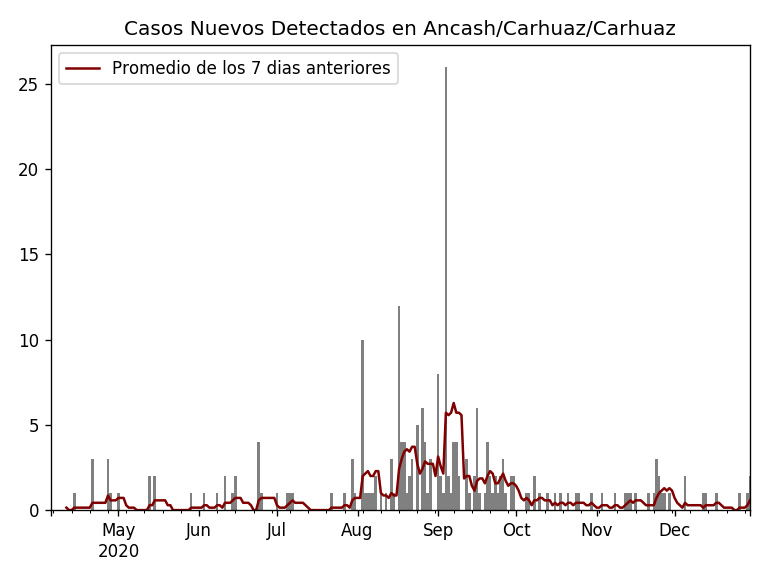 Casos Nuevos Detectados en Ancash/Carhuaz/Carhuaz
Promedio de los 7 dias anteriores
25
20
15
10
5
0
May Jun Jul Aug Sep Oct Nov Dec
2020